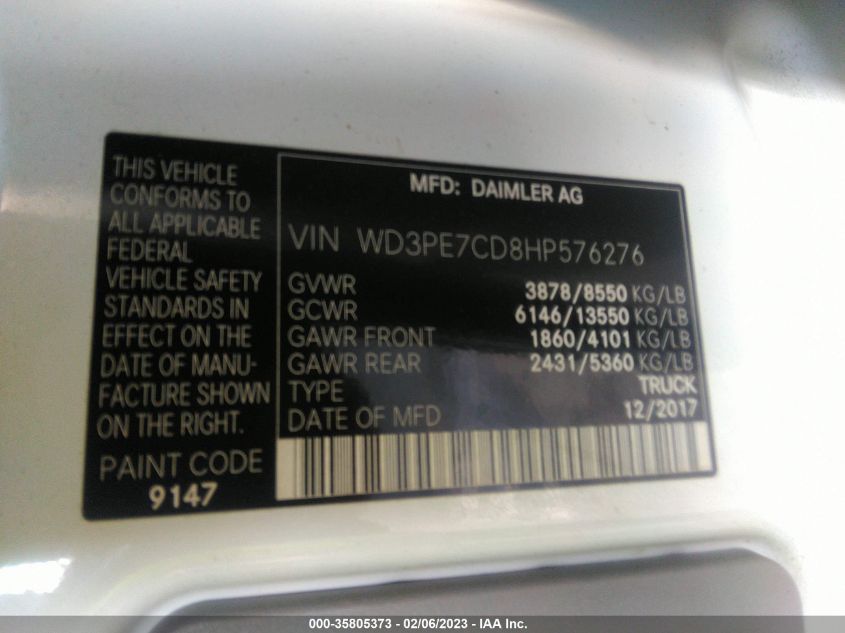 THIS VEHICLE
CONFORMS TO
ALL APPLICABLE
FEDERAL
VEHICLE SAFETY
STANDARDS IN
EFFECT ON THE
DATE OF MANU-
FACTURE SHOWN
ON THE RIGHT.
PAINT CODE
9147
MFD: DAIMLER AG
VIN WD3PE7CD8HP576276
GVWR 3878/8550 KG/LB
GCWR 6146/13550 KG/LB
GAWR FRONT 1860/4101 KG/LB
GAWR REAR 2431/5360 KG/LB
TYPE TRUCK
DATE OF MFD 12/2017
000-35805373 - 02/06/2023 - IAA Inc.